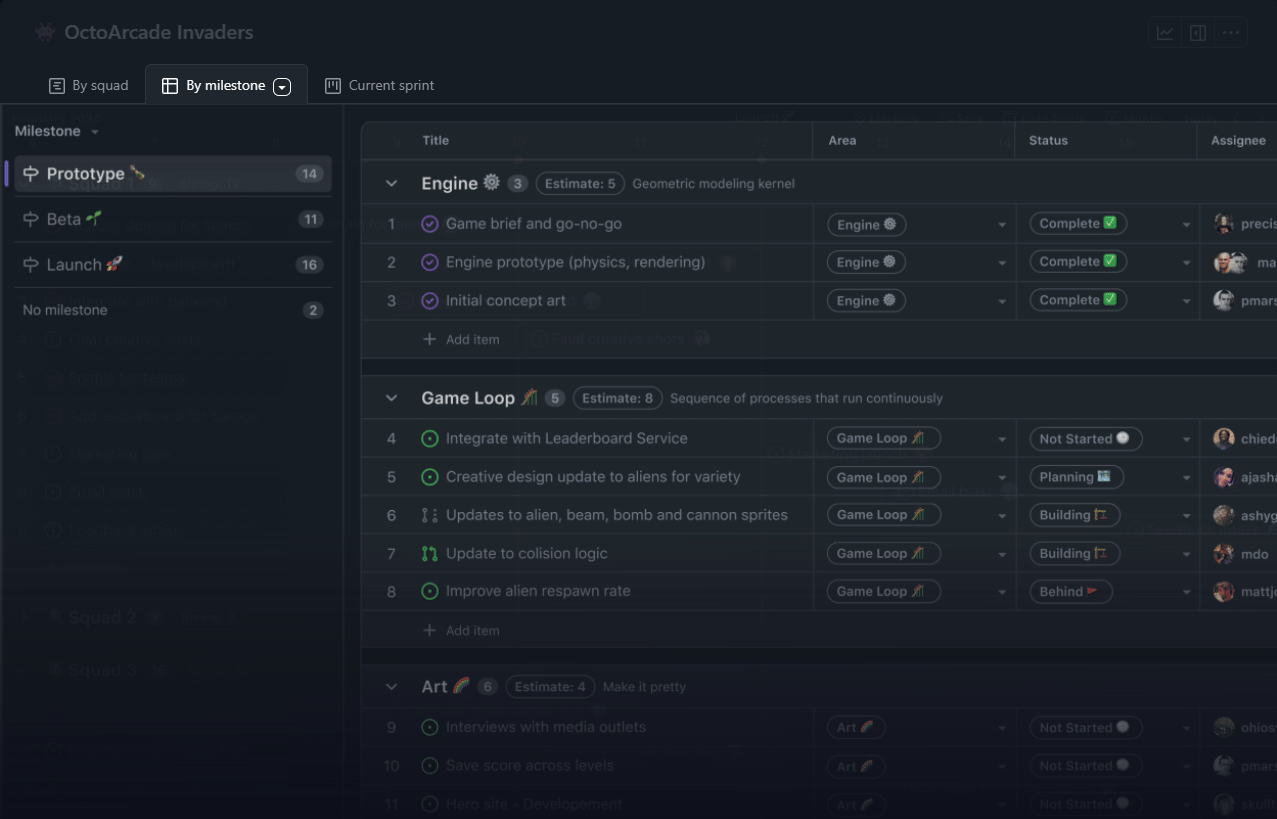 OctoArcade Invaders
By squad
By milestone
Current sprint
Milestone
Prototype 14
Beta 🌱 11
Launch 🚀 16
No milestone 2
Title Area Status Assignee
Engine ⚙️ 3 Estimate: 5 Geometric modeling kernel
1 Game brief and go-no-go Engine ⚙️ Complete ✅ precis
2 Engine prototype (physics, rendering) Engine ⚙️ Complete ✅ ma
3 Initial concept art Engine ⚙️ Complete ✅ pmars
+ Add item
Game Loop 5 Estimate: 8 Sequence of processes that run continuously
4 Integrate with Leaderboard Service Game Loop Not Started chied
5 Creative design update to aliens for variety Game Loop Planning ajasha
6 Updates to alien, beam, bomb and cannon sprites Game Loop Building 🏗 ashyg
7 Update to colision logic Game Loop Building 🏗 mdo
8 Improve alien respawn rate Game Loop Behind 🚩 mattjo
+ Add item
Art 🌈 6 Estimate: 4 Make it pretty
9 Interviews with media outlets Art 🌈 Not Started ohios
10 Save score across levels Art 🌈 Not Started pmars
11 Hero site - Developement Art 🌈 Not Started skullf
Squad 2
Squad 3